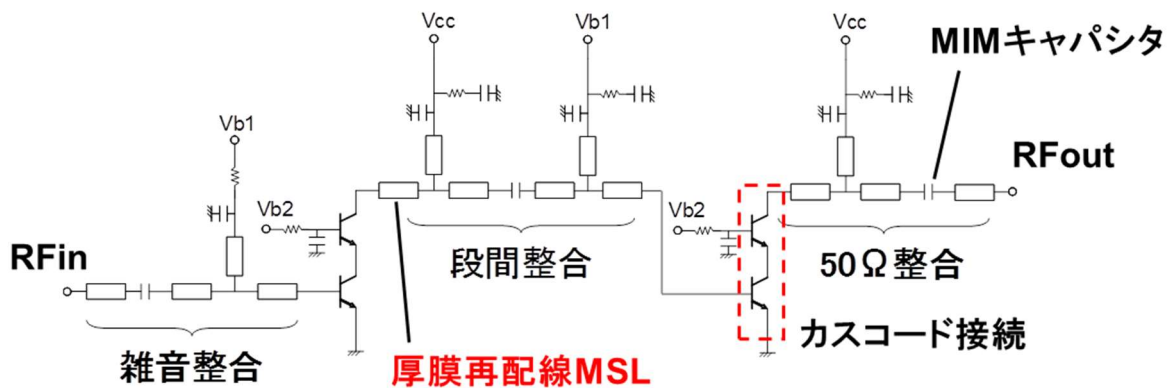 Vcc
Vb1
Vcc
MIMキャパシタ
Vb1
RFout
Vb2
Vb2
RFin
段間整合
50Ω整合
雑音整合
厚膜再配線MSL
カスコード接続